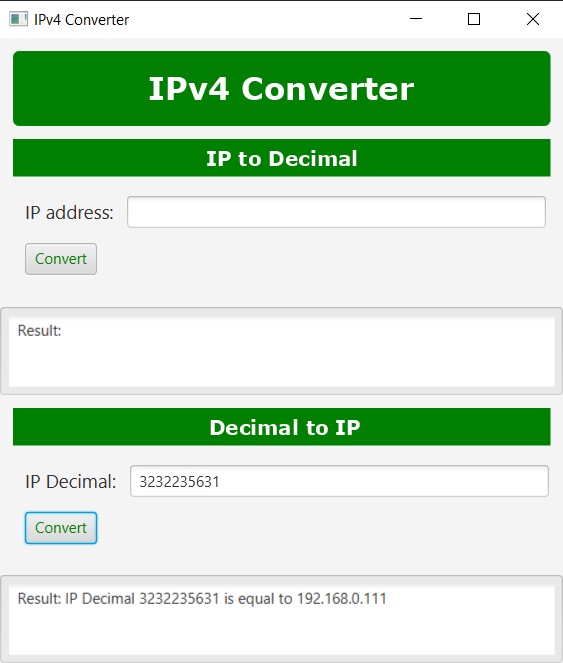 IPv4 Converter
IPv4 Converter
IP to Decimal
IP address:
Convert
Result:
Decimal to IP
IP Decimal: 3232235631
Convert
Result: IP Decimal 3232235631 is equal to 192.168.0.111